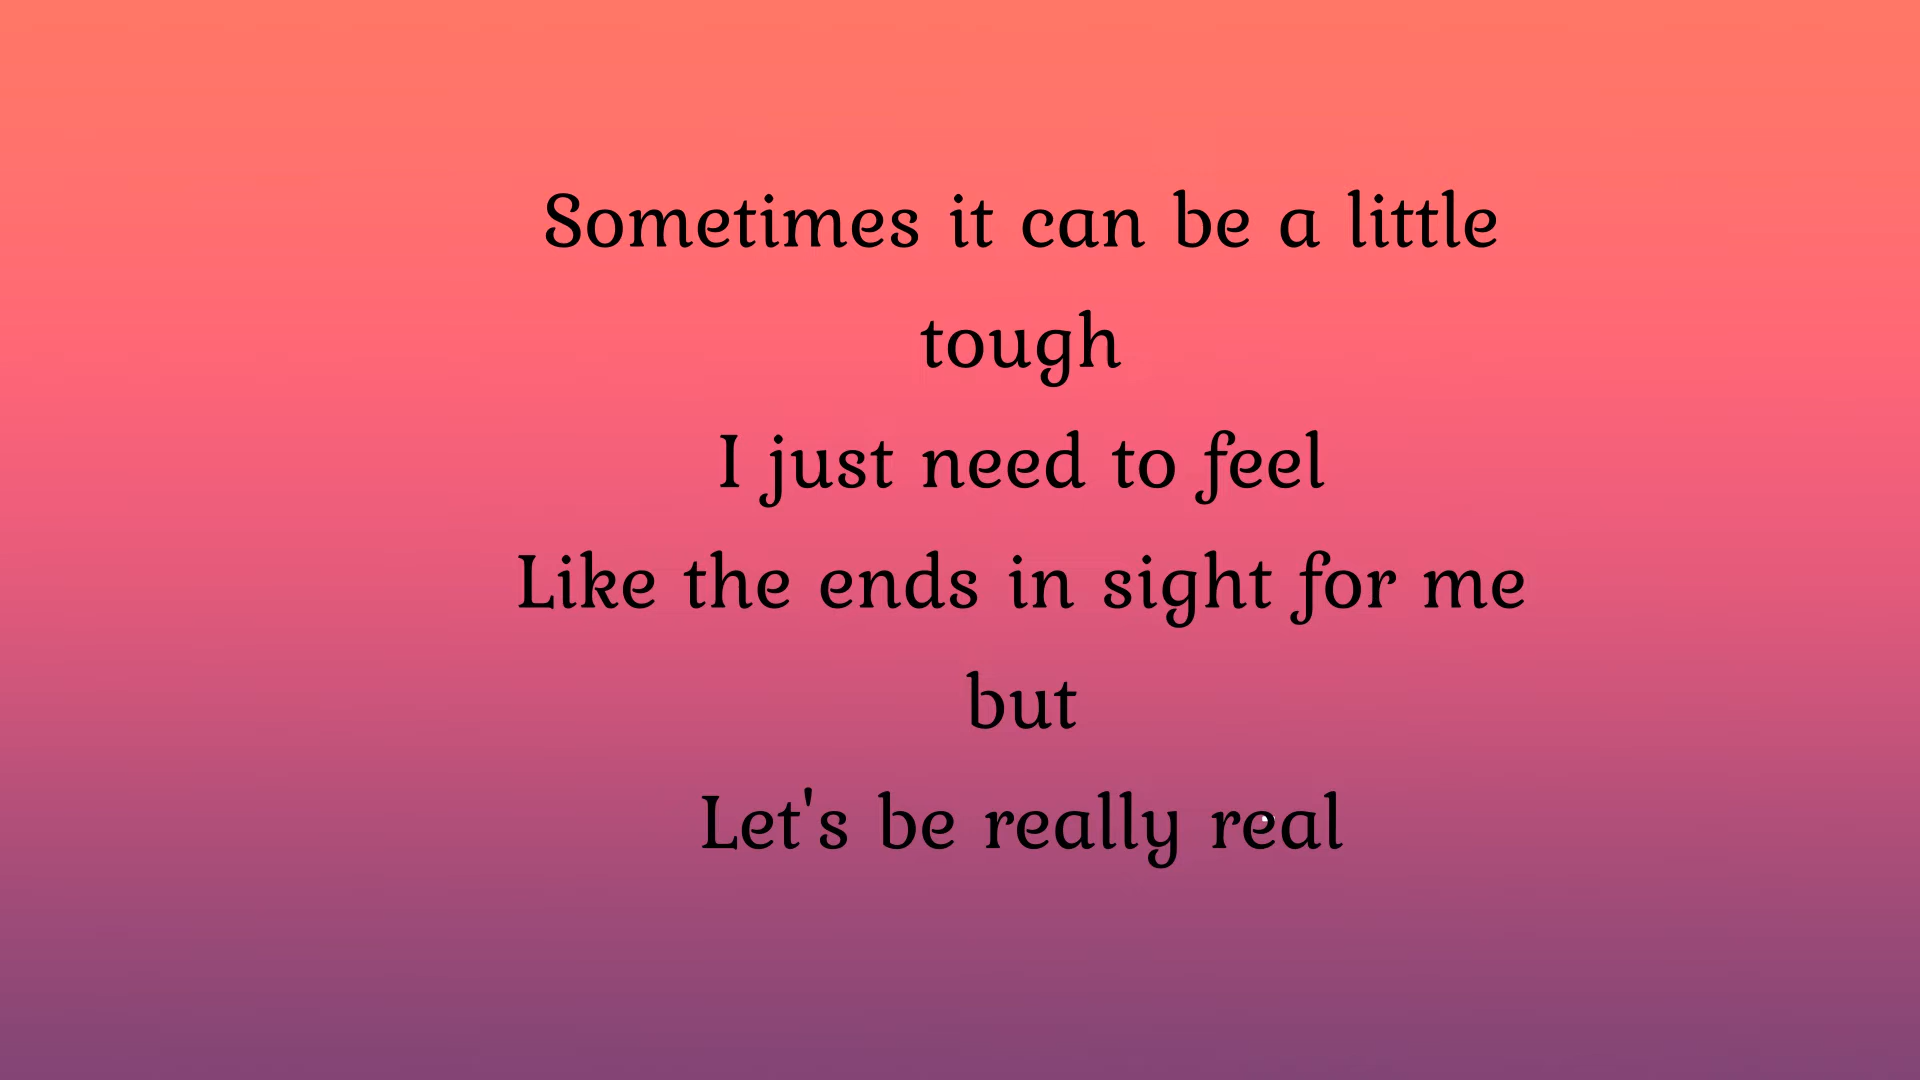 Sometimes it can be a little
tough
I just need to feel
Like the ends in sight for me
but
Let's be really real